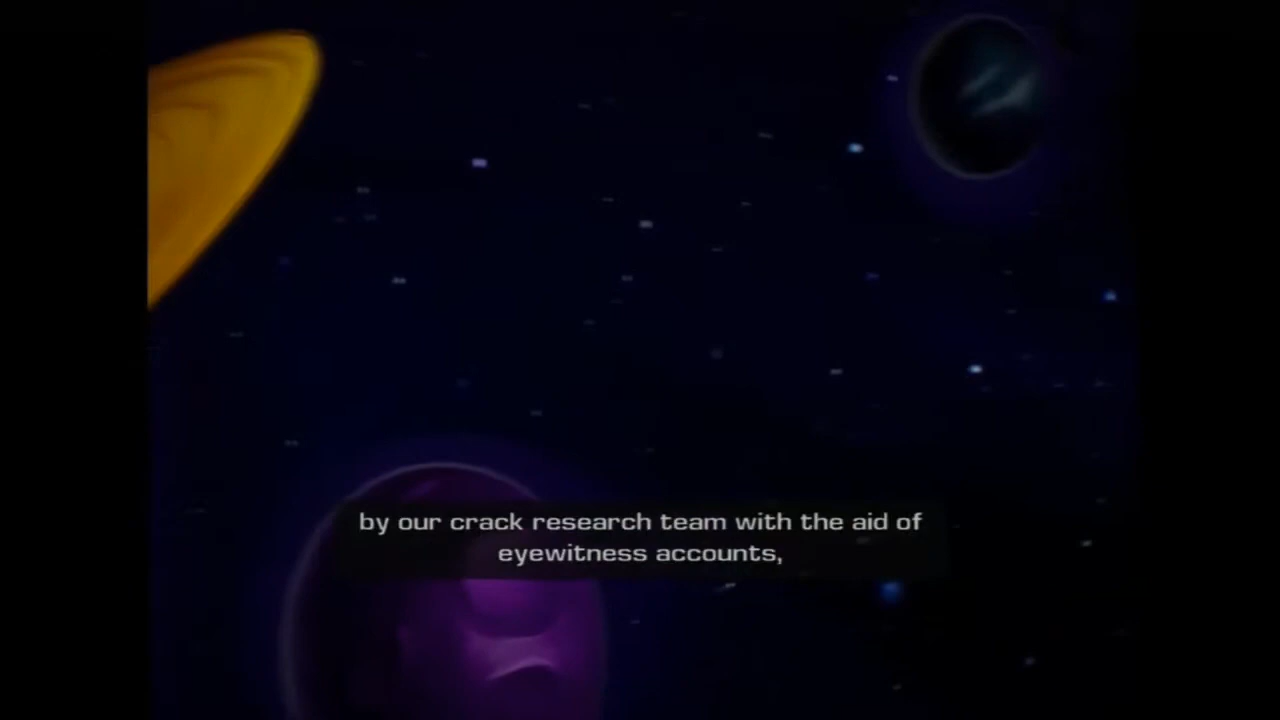 by our crack research team with the aid of
eyewitness accounts,